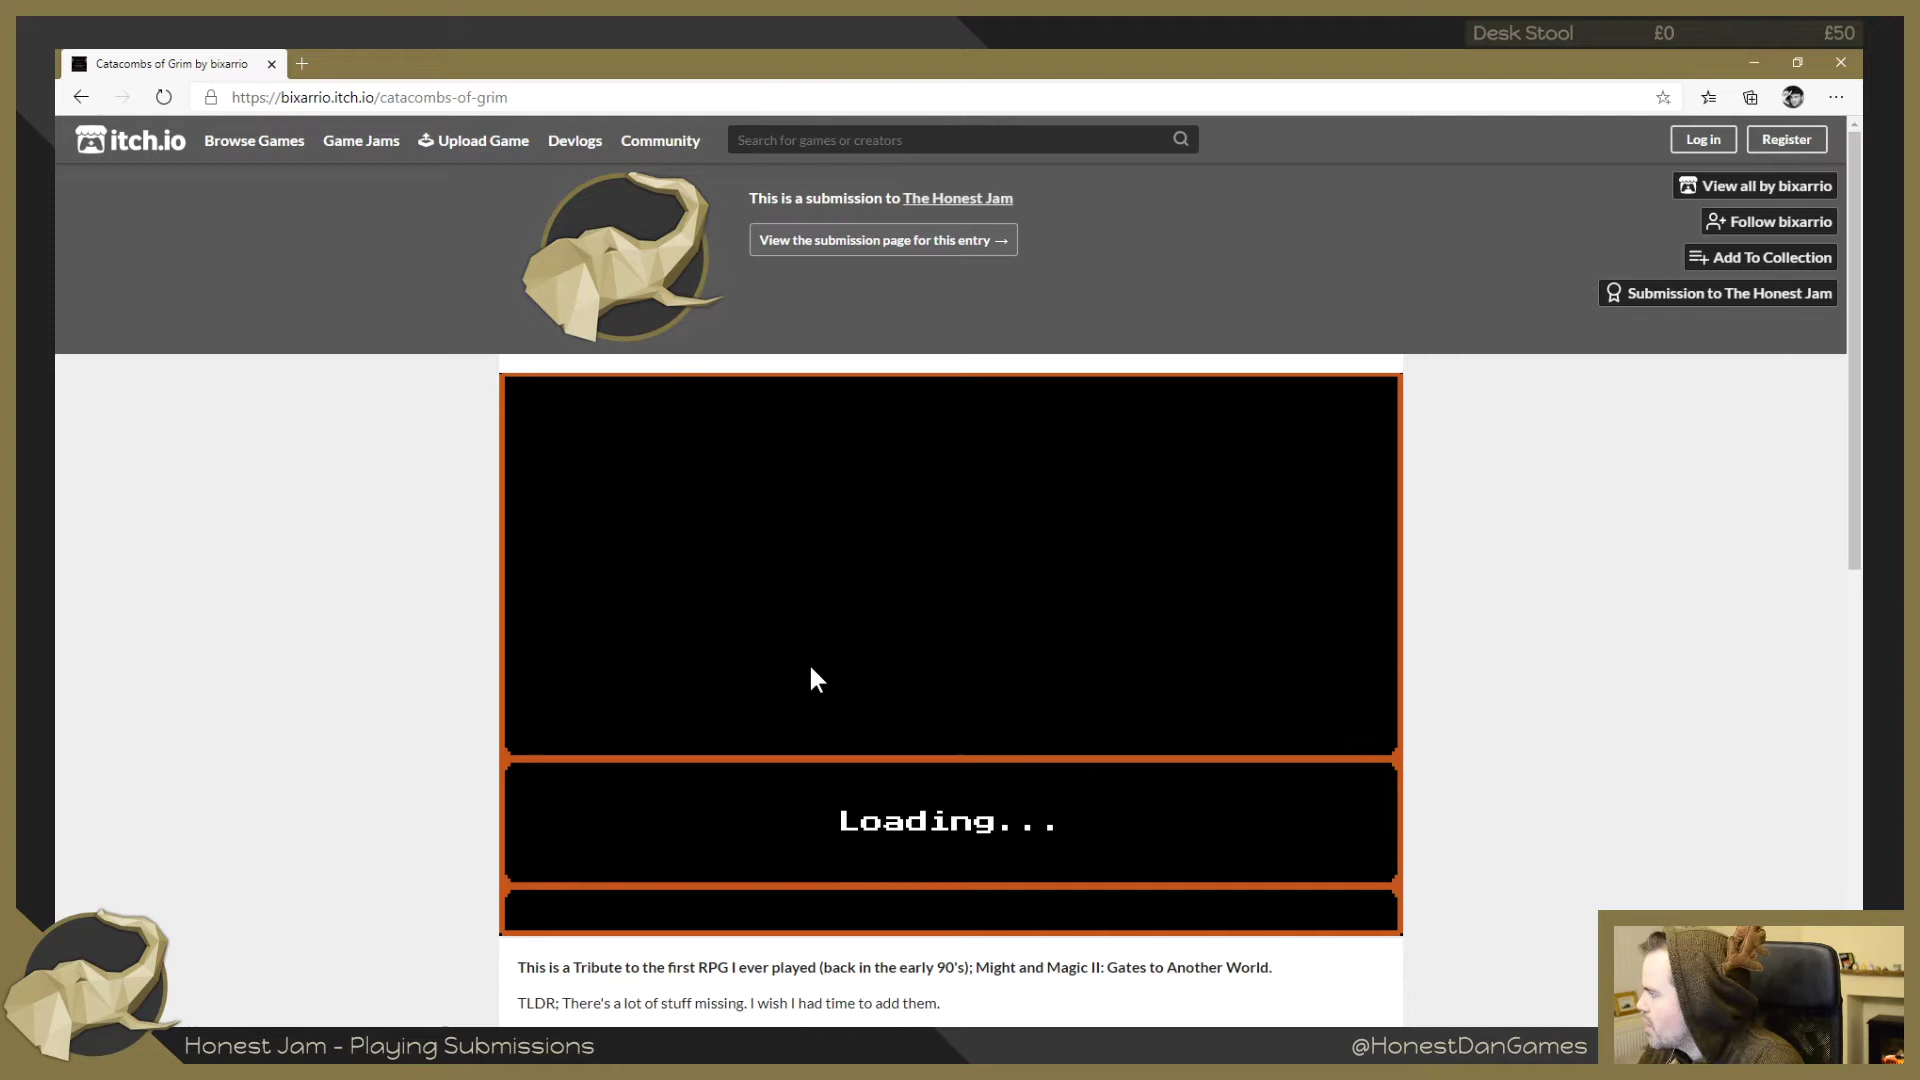 Desk Stool £0 £50
Catacombs of Grim by bixarrio
https://bixarrio.itch.io/catacombs-of-grim
itch.io Browse Games Game Jams Upload Game Devlogs Community Search for games or creators Log in Register
This is a submission to The Honest Jam
View the submission page for this entry →
View all by bixarrio
Follow bixarrio
Add To Collection
Submission to The Honest Jam
Loading...
This is a Tribute to the first RPG I ever played (back in the early 90's); Might and Magic II: Gates to Another World.
TLDR; There's a lot of stuff missing. I wish I had time to add them.
Honest Jam - Playing Submissions @HonestDanGames